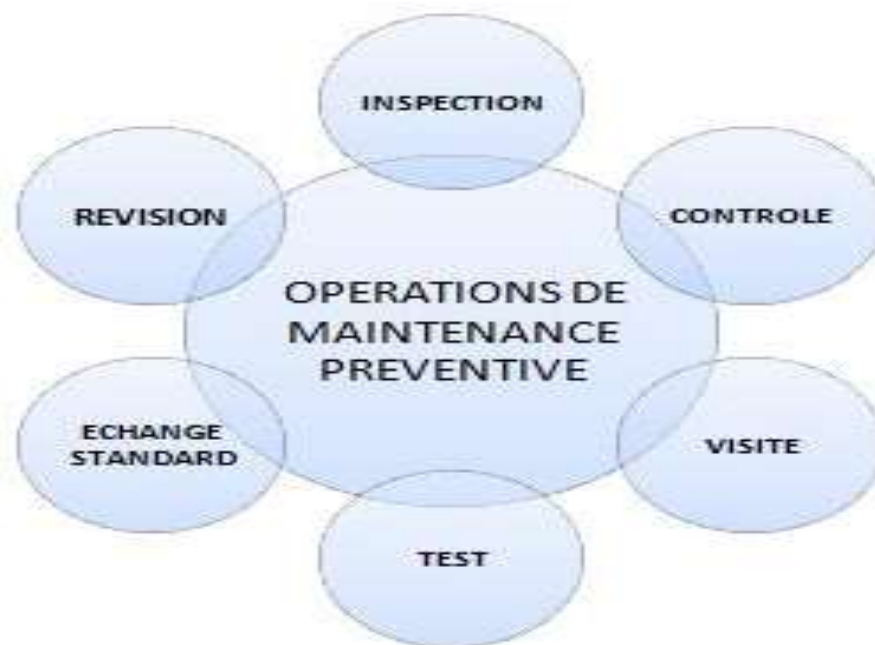 INSPECTION
CONTROLE
VISITE
TEST
ECHANGE
STANDARD
REVISION
OPERATIONS DE
MAINTENANCE
PREVENTIVE